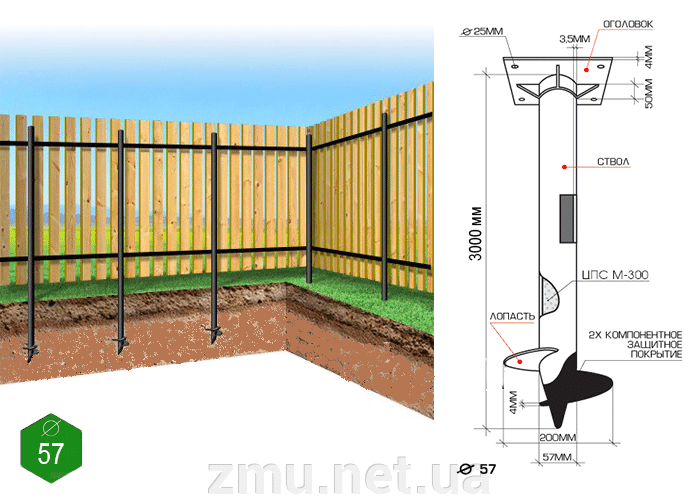 ОГОЛОВОК
⌀ 25ММ
3,5ММ
4ММ
50ММ
СТВОЛ
3000 ММ
ЦПС М-300
ЛОПАСТЬ
2Х КОМПОНЕНТНОЕ
ЗАЩИТНОЕ
ПОКРЫТИЕ
4ММ
200ММ
57ММ
⌀ 57
⌀
57
zmu.net.ua